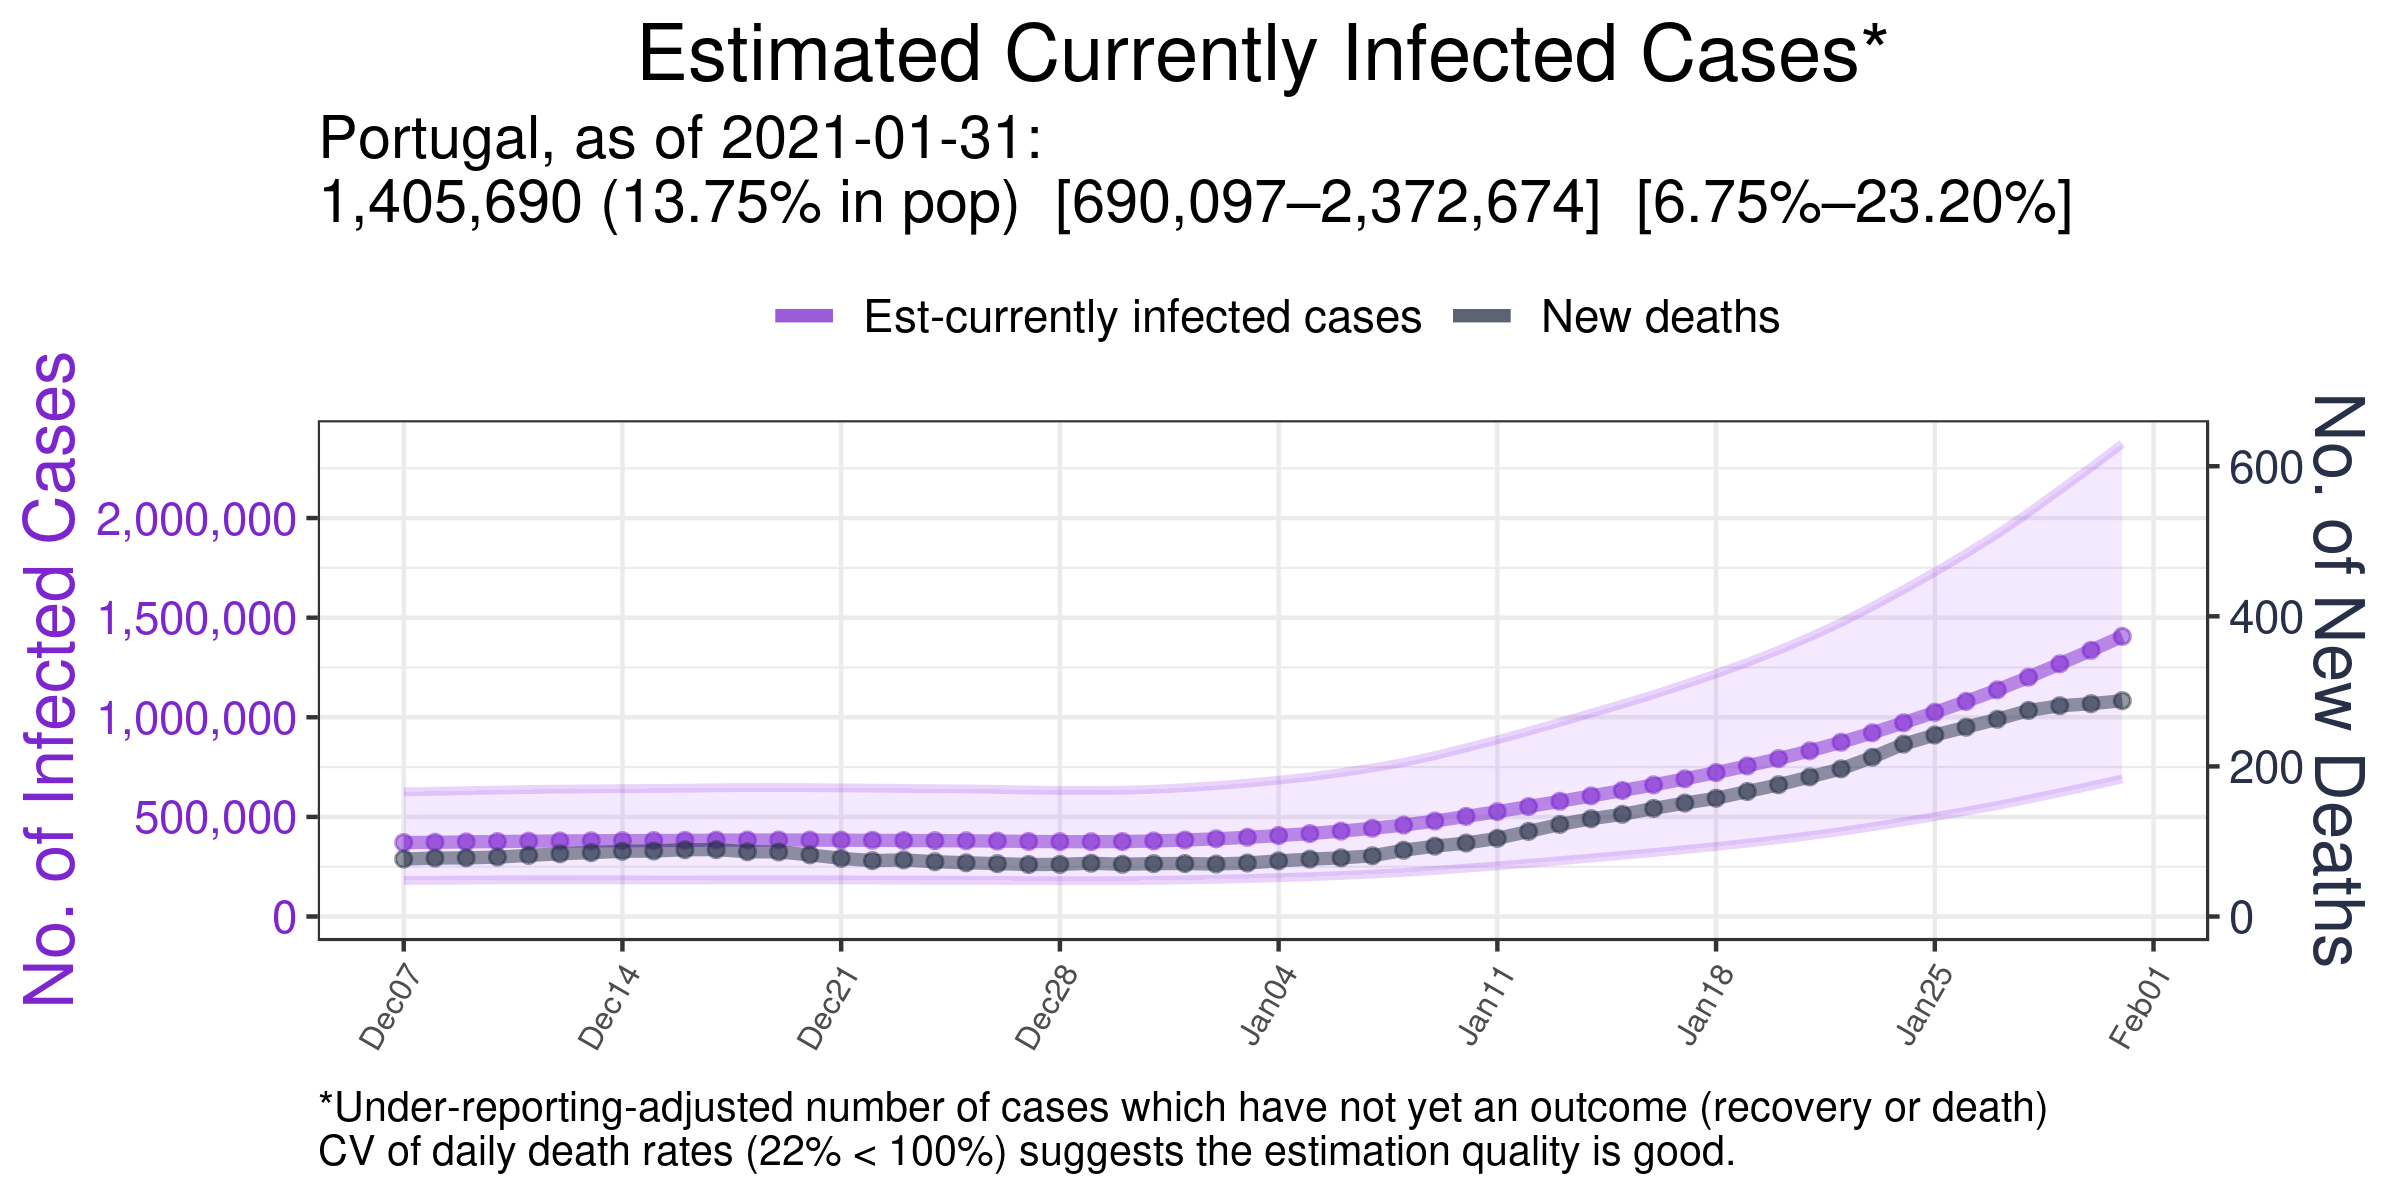 Estimated Currently Infected Cases*
Portugal, as of 2021-01-31:
1,405,690 (13.75% in pop)  [690,097–2,372,674]  [6.75%–23.20%]
Est-currently infected cases
New deaths
No. of Infected Cases
2,000,000
1,500,000
1,000,000
500,000
0
600
400
200
0
No. of New Deaths
Dec07
Dec14
Dec21
Dec28
Jan04
Jan11
Jan18
Jan25
Feb01
*Under-reporting-adjusted number of cases which have not yet an outcome (recovery or death)
CV of daily death rates (22% < 100%) suggests the estimation quality is good.